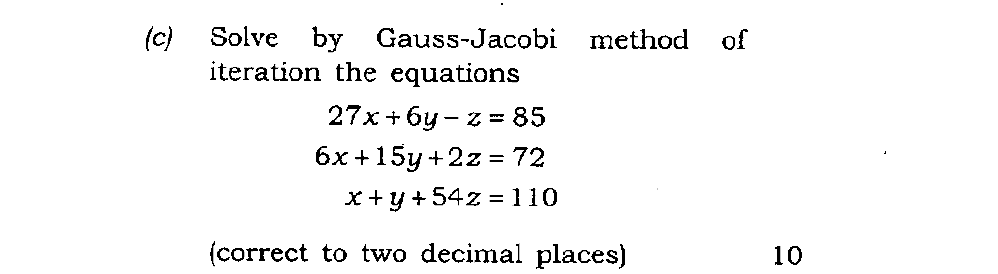 (c) Solve by Gauss-Jacobi method of
iteration the equations
27x + 6y – z = 85
6x + 15y + 2z = 72
x + y + 54z = 110
(correct to two decimal places) 10